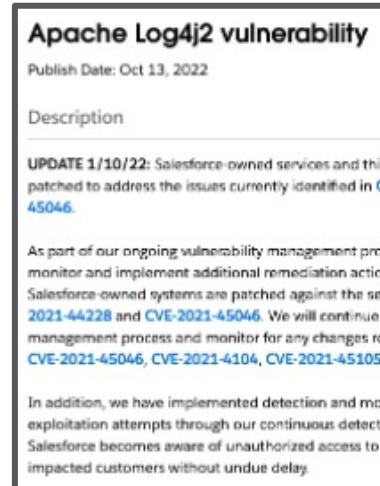 Apache Log4j2 vulnerability
Publish Date: Oct 13, 2022
Description
UPDATE 1/10/22: Salesforce-owned services and thi
patched to address the issues currently identified in C
45046.
As part of our ongoing vulnerability management pro
monitor and implement additional remediation actio
Salesforce-owned systems are patched against the se
2021-44228 and CVE-2021-45046. We will continue
management process and monitor for any changes re
CVE-2021-45046, CVE-2021-4104, CVE-2021-45105
In addition, we have implemented detection and mo
exploitation attempts through our continuous detect
Salesforce becomes aware of unauthorized access to
impacted customers without undue delay.